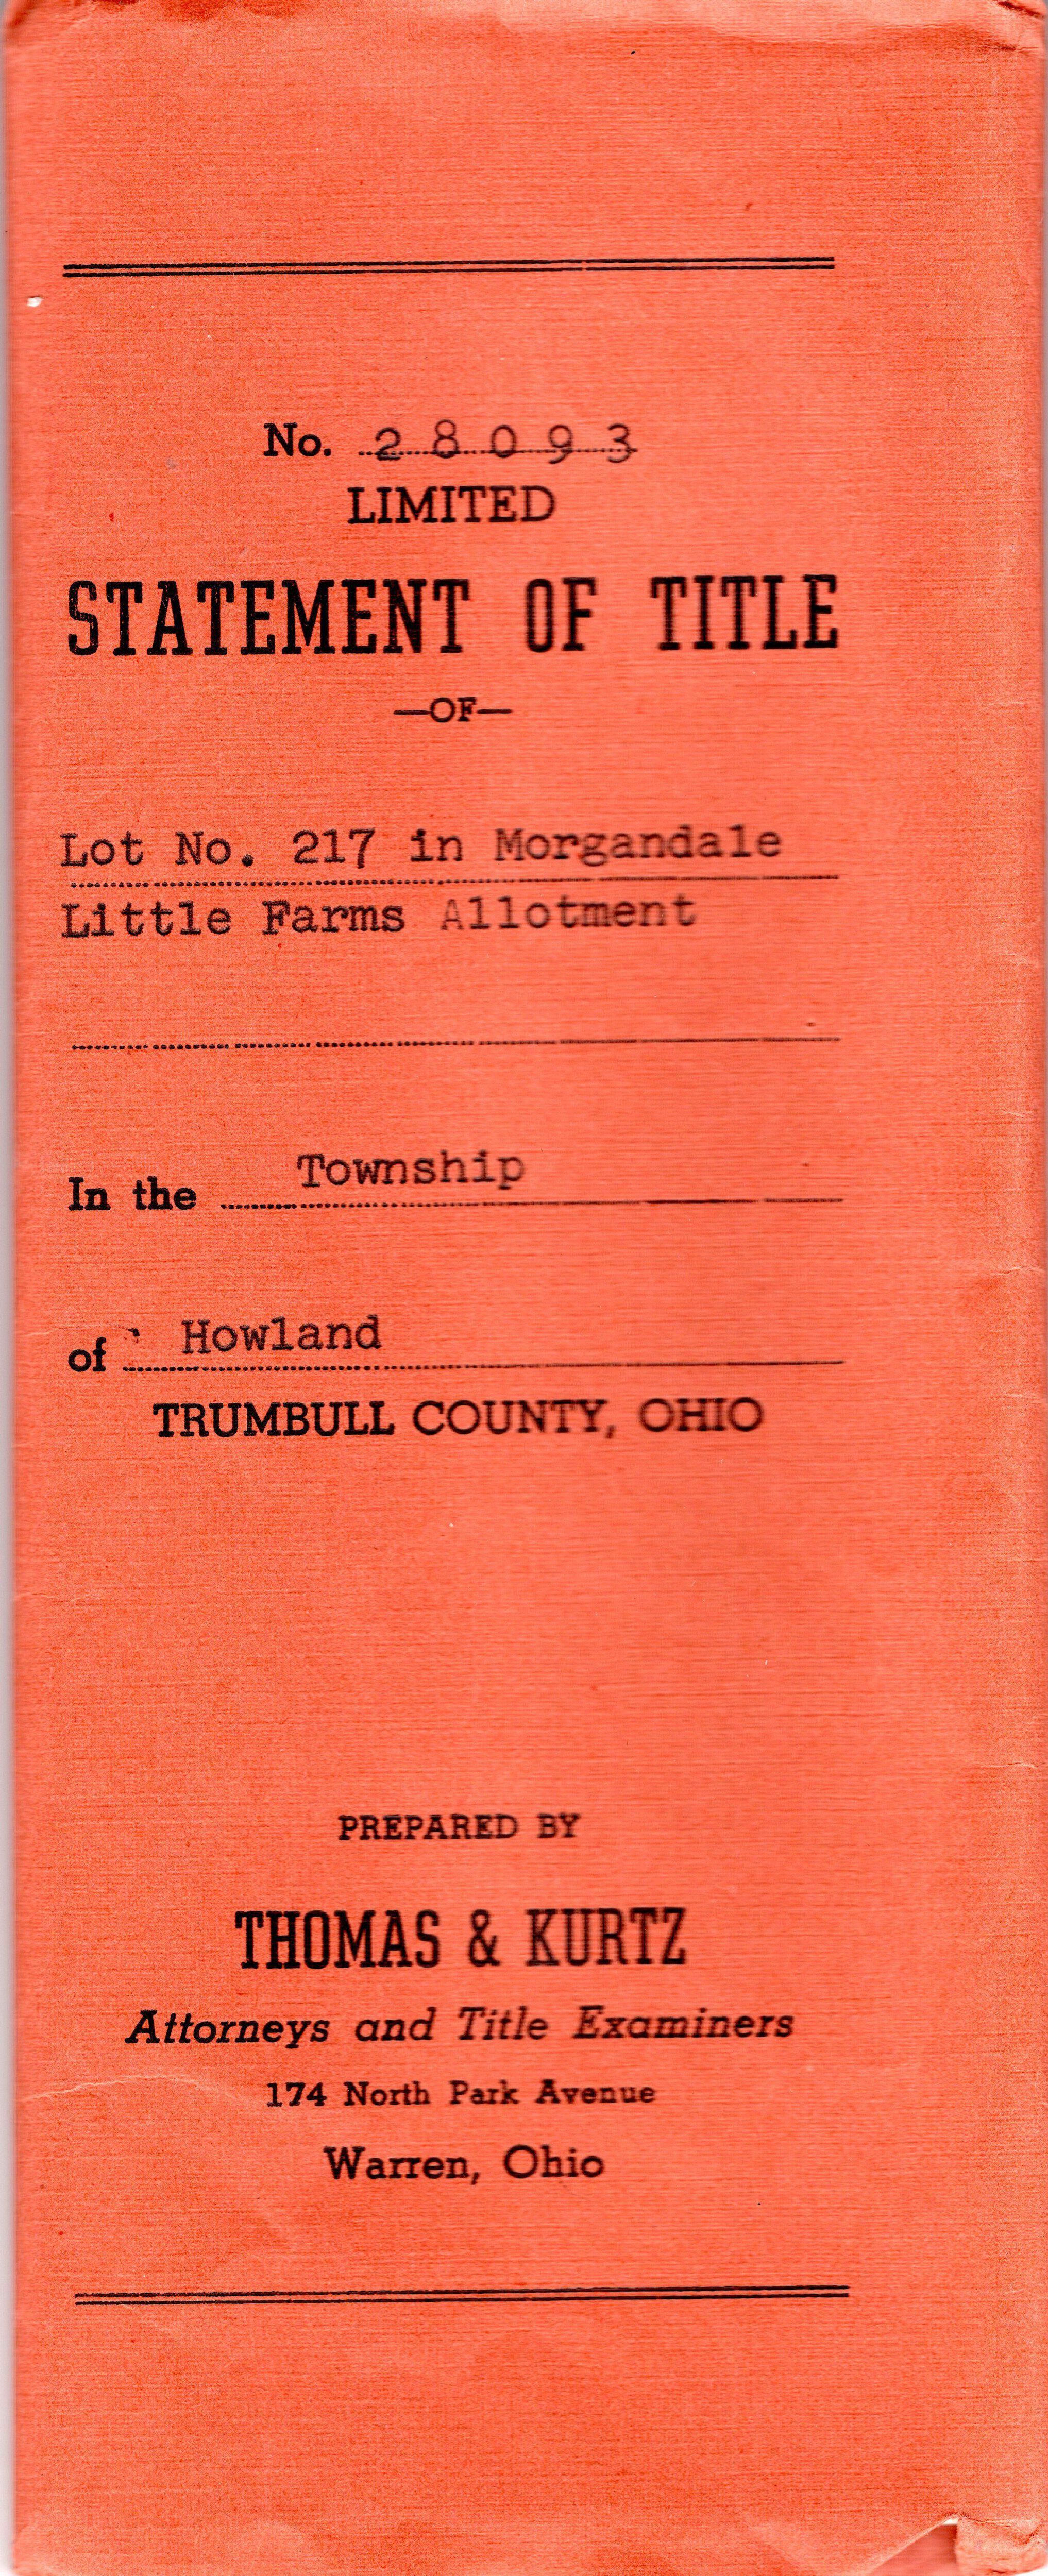 No. 28093
LIMITED
STATEMENT OF TITLE
—OF—
Lot No. 217 in Morgandale
Little Farms Allotment
In the Township
of Howland
TRUMBULL COUNTY, OHIO
PREPARED BY
THOMAS & KURTZ
Attorneys and Title Examiners
174 North Park Avenue
Warren, Ohio